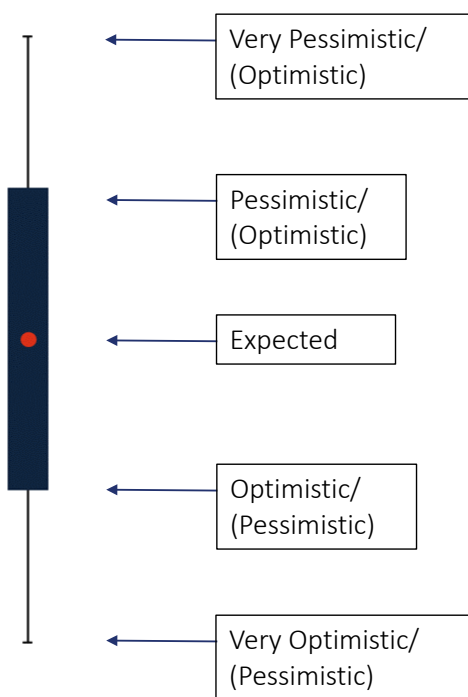 Very Pessimistic/
(Optimistic)
Pessimistic/
(Optimistic)
Expected
Optimistic/
(Pessimistic)
Very Optimistic/
(Pessimistic)